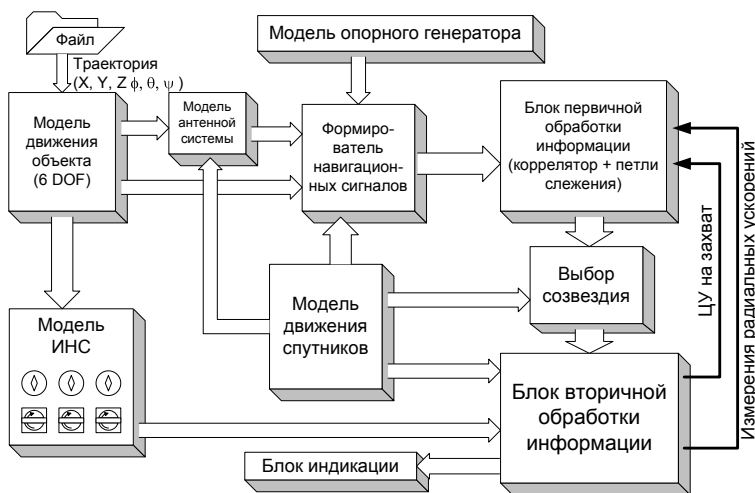 Файл
Траектория
(X, Y, Z ϕ, θ, ψ )
Модель опорного генератора
Модель
движения
объекта
(6 DOF)
Модель
антенной
системы
Формиро-
ватель
навигацион-
ных сигналов
Блок первичной
обработки
информации
(коррелятор + петли
слежения)
Модель
движения
спутников
Выбор
созвездия
Модель
ИНС
Блок вторичной
обработки
информации
Блок индикации
ЦУ на захват
Измерения радиальных ускорений